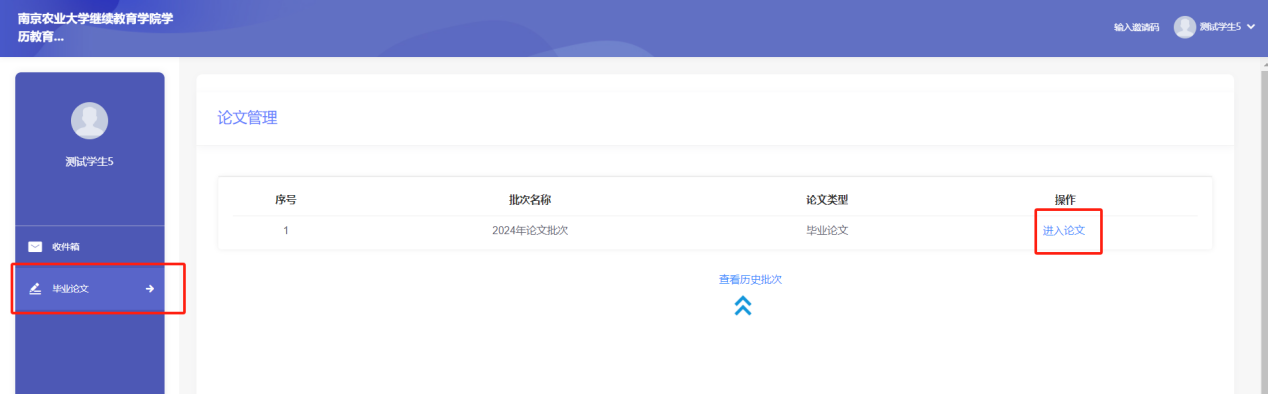 南京农业大学继续教育学院学
历教育...
输入邀请码
测试学生5
测试学生5
收件箱
毕业论文
论文管理
序号 批次名称 论文类型 操作
1 2024年论文批次 毕业论文 进入论文
查看历史批次